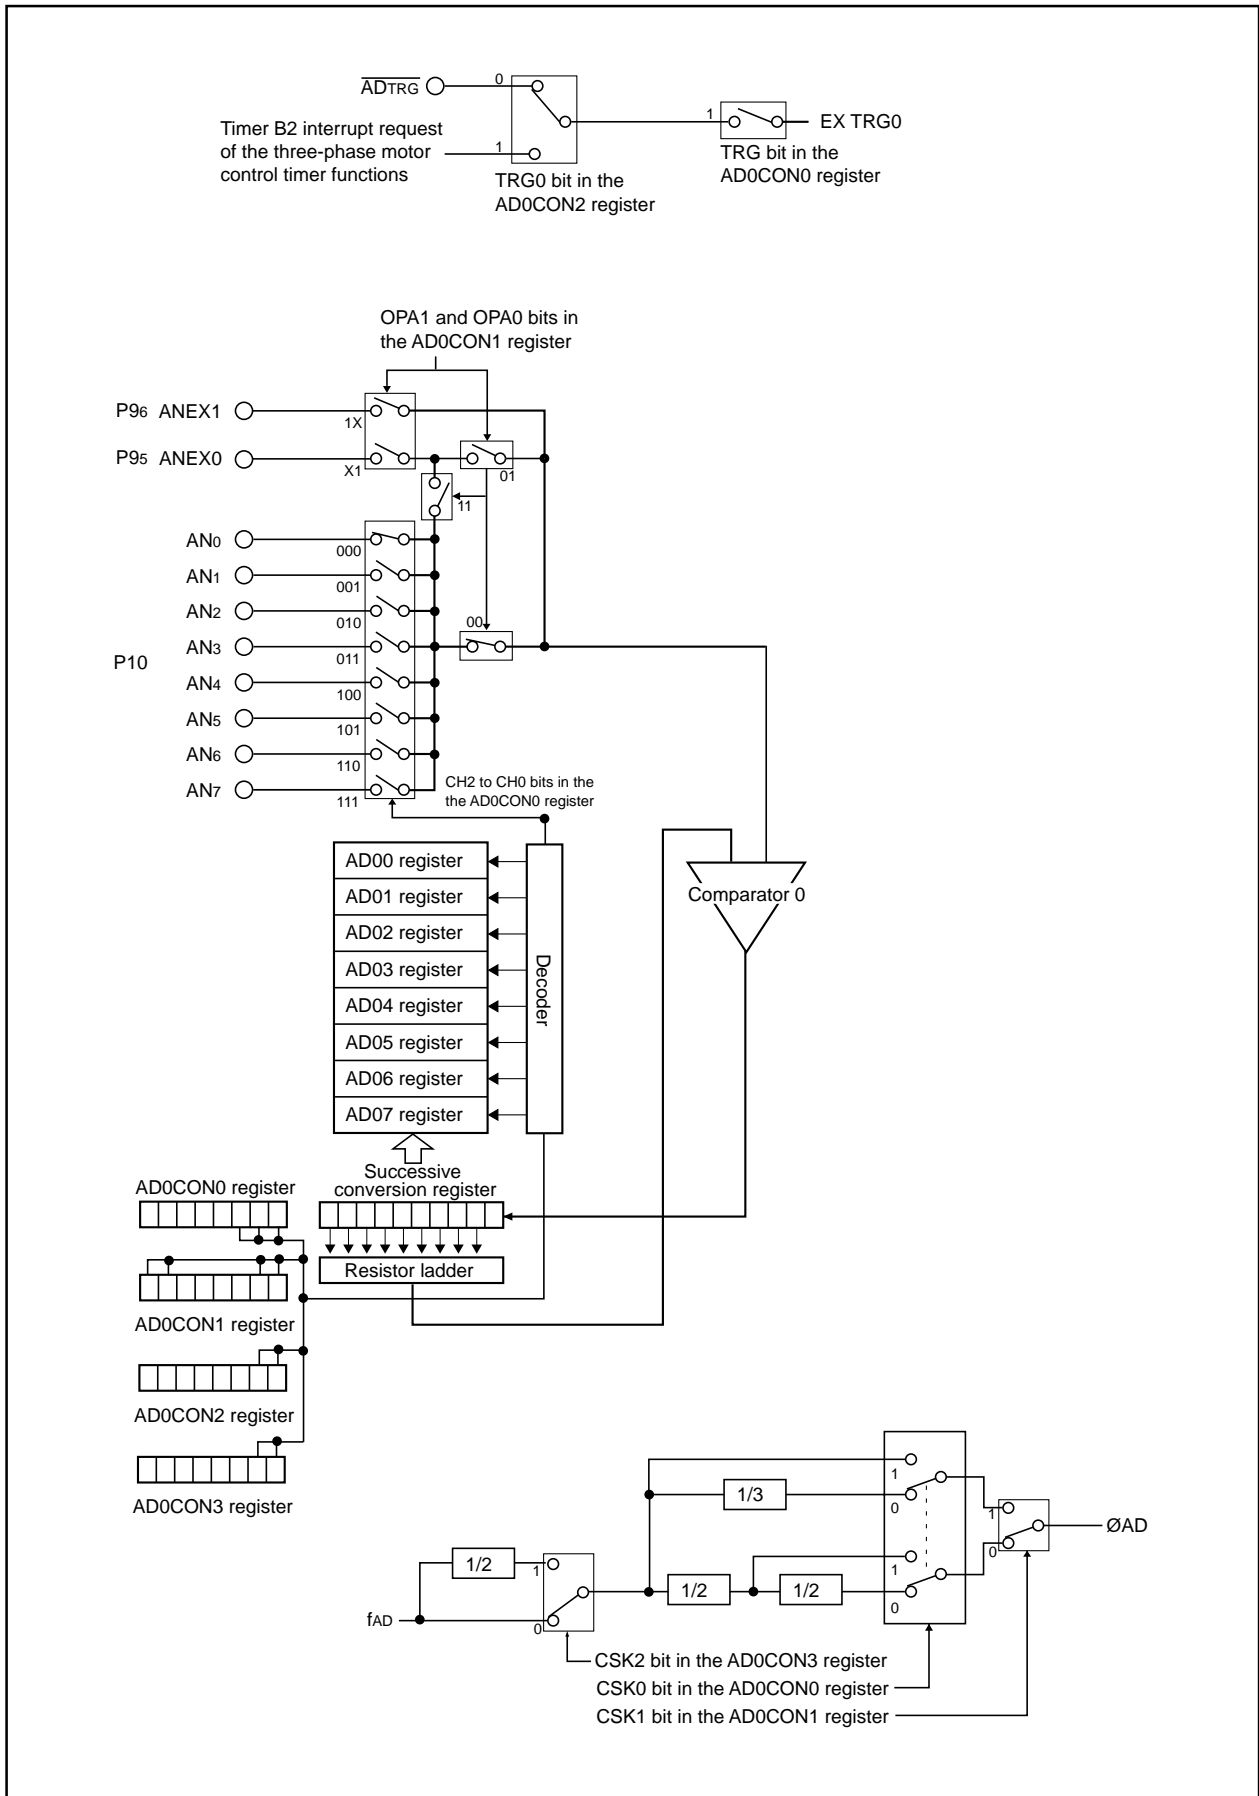 ADTRG
0
Timer B2 interrupt request
of the three-phase motor
control timer functions
1
TRG0 bit in the
AD0CON2 register
1
EX TRG0
TRG bit in the
AD0CON0 register
OPA1 and OPA0 bits in
the AD0CON1 register
P96 ANEX1
1X
P95 ANEX0
X1
01
11
AN0
000
AN1
001
AN2
010
00
P10
AN3
011
AN4
100
AN5
101
AN6
110
AN7
111
CH2 to CH0 bits in the
the AD0CON0 register
AD00 register
AD01 register
AD02 register
AD03 register
AD04 register
AD05 register
AD06 register
AD07 register
Decoder
Comparator 0
Successive
conversion register
Resistor ladder
AD0CON0 register
AD0CON1 register
AD0CON2 register
AD0CON3 register
fAD
1/2
1
0
1/3
1/2
1/2
1
0
1
0
1
0
ØAD
CSK2 bit in the AD0CON3 register
CSK0 bit in the AD0CON0 register
CSK1 bit in the AD0CON1 register